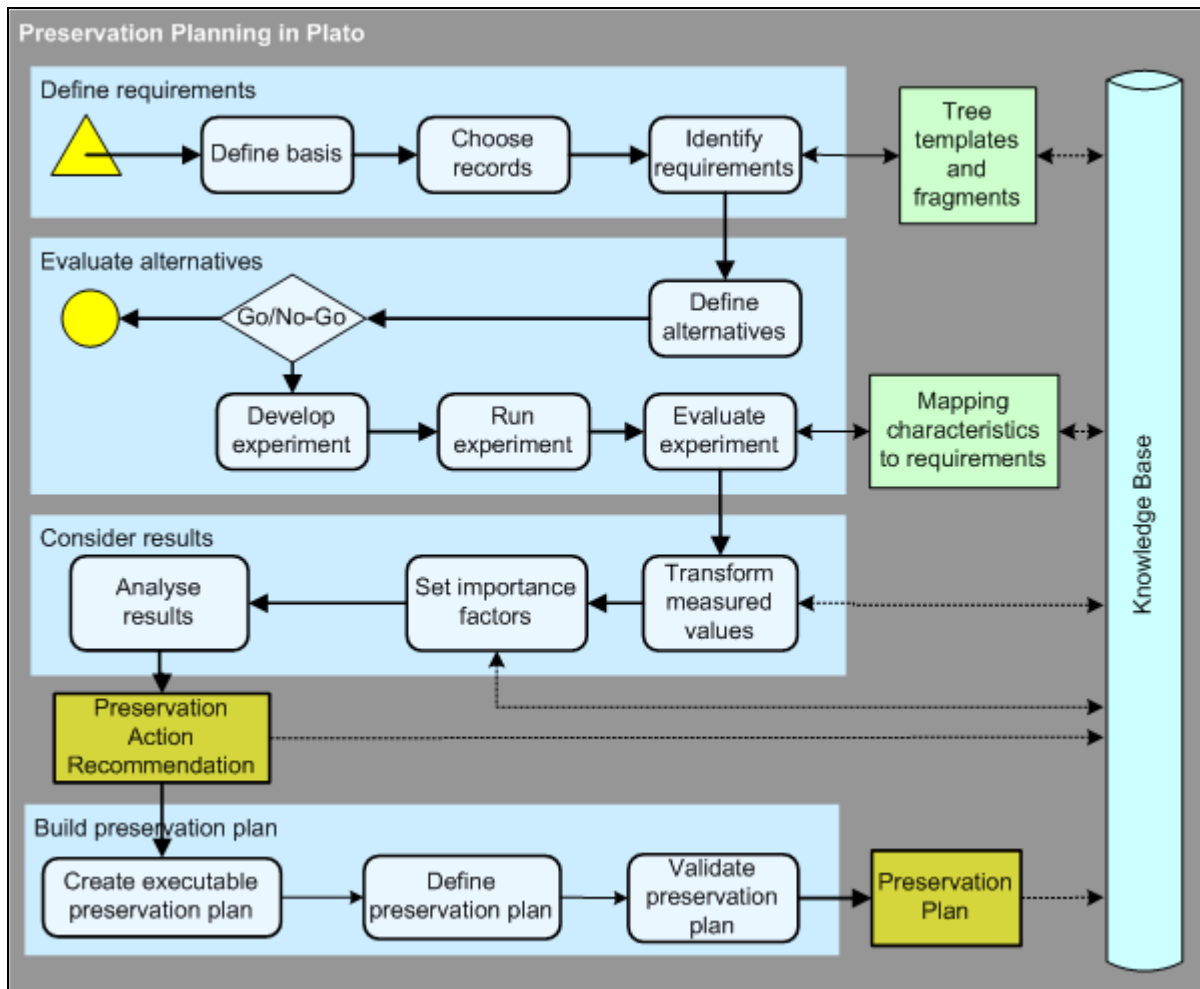 Preservation Planning in Plato
Define requirements
Define basis
Choose
records
Identify
requirements
Tree
templates
and
fragments
Evaluate alternatives
Go/No-Go
Define
alternatives
Develop
experiment
Run
experiment
Evaluate
experiment
Mapping
characteristics
to requirements
Knowledge Base
Consider results
Analyse
results
Set importance
factors
Transform
measured
values
Preservation
Action
Recommendation
Build preservation plan
Create executable
preservation plan
Define
preservation plan
Validate
preservation
plan
Preservation
Plan